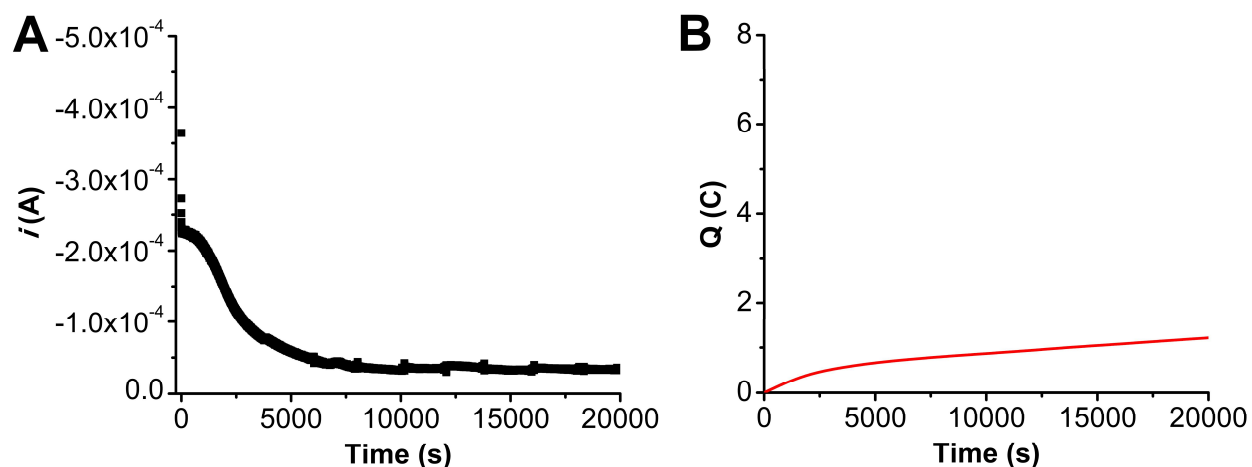 A
-5.0x10⁻⁴
-4.0x10⁻⁴
-3.0x10⁻⁴
-2.0x10⁻⁴
-1.0x10⁻⁴
0.0
i (A)
0 5000 10000 15000 20000
Time (s)
B
8
6
4
2
0
Q (C)
0 5000 10000 15000 20000
Time (s)